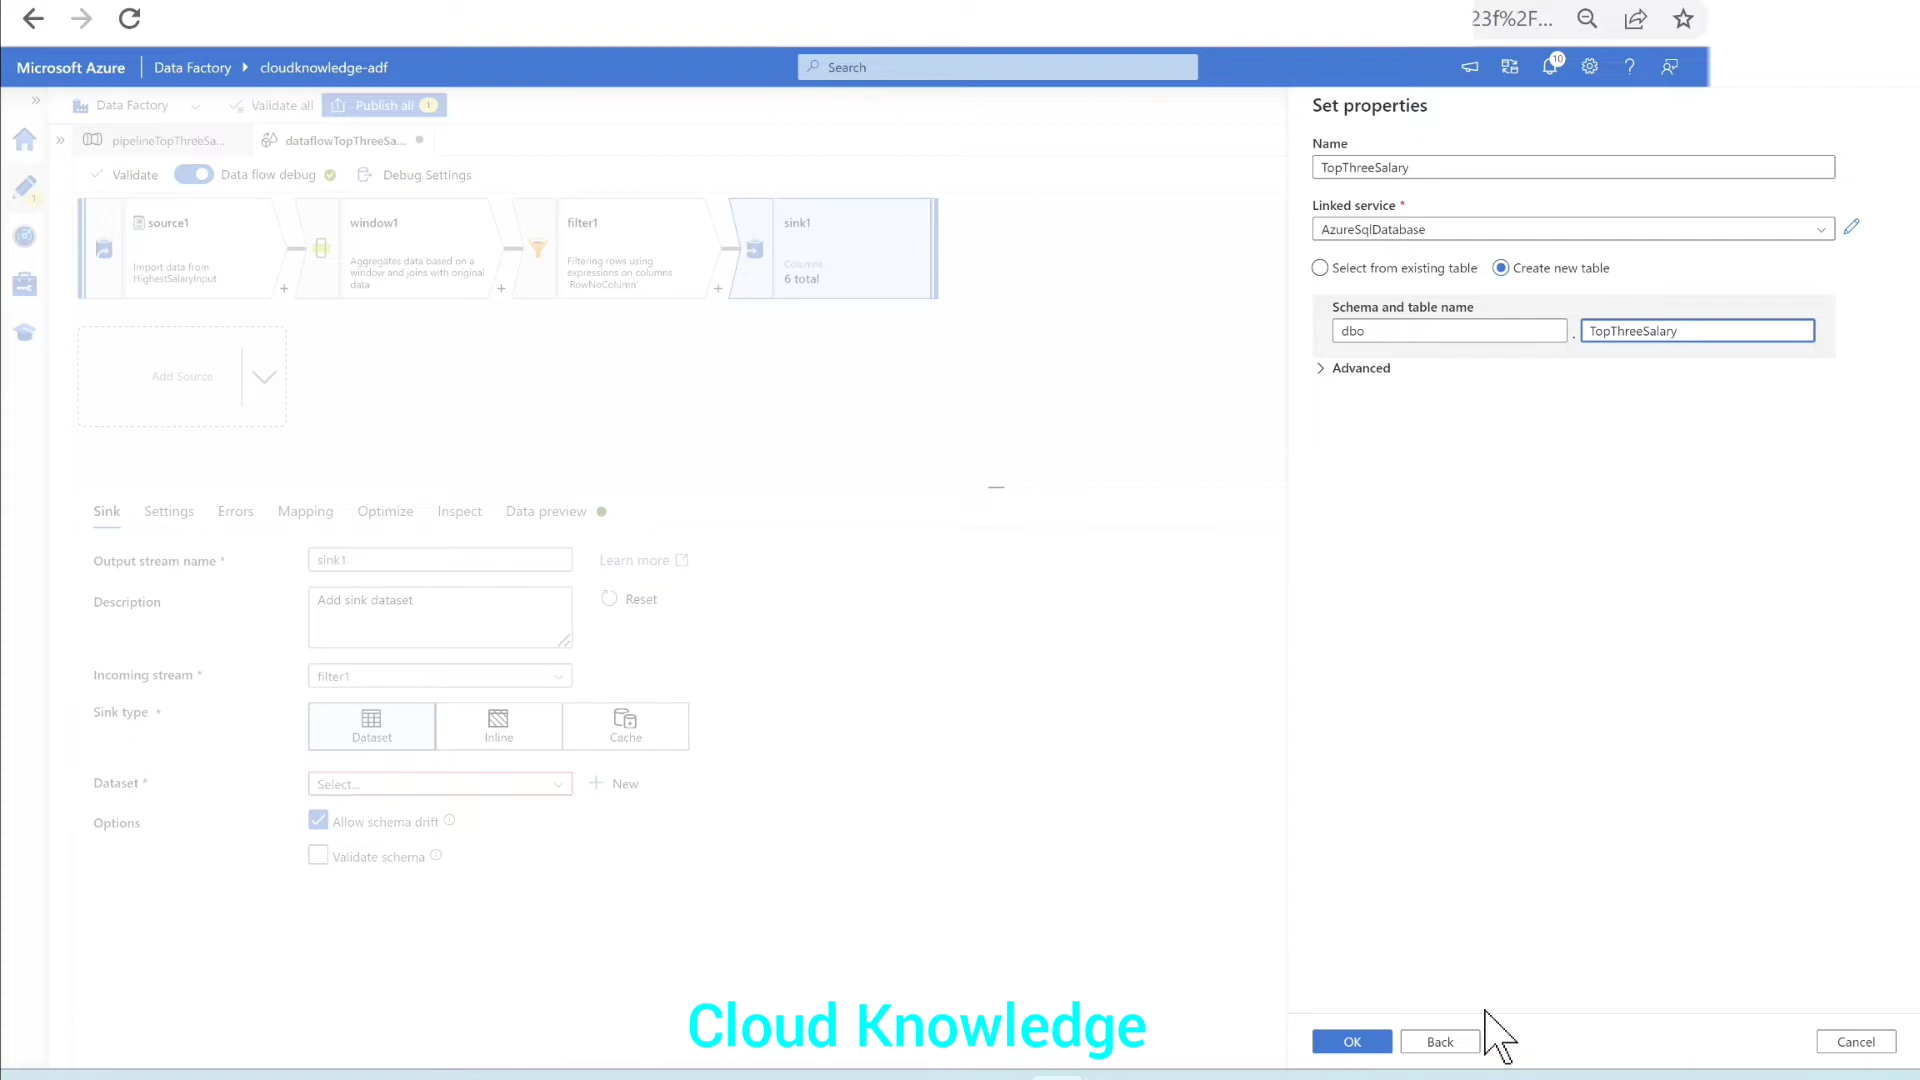 23f%2F...
Microsoft Azure
Data Factory
cloudknowledge-adf
Search
10
Data Factory
Validate all
Publish all
1
pipelineTopThreeSa...
dataflowTopThreeSa...
1
Validate
Data flow debug
Debug Settings
source1
Import data from
HighestSalaryInput
window1
Aggregates data based on a
window and joins with original
data
filter1
Filtering rows using
expressions on columns
'RowNoColumn'
sink1
Columns
6 total
Add Source
Sink
Settings
Errors
Mapping
Optimize
Inspect
Data preview
Output stream name *
sink1
Learn more
Description
Add sink dataset
Reset
Incoming stream *
filter1
Sink type *
Dataset
Inline
Cache
Dataset *
Select...
New
Options
Allow schema drift
Validate schema
Set properties
Name
TopThreeSalary
Linked service *
AzureSqlDatabase
Select from existing table
Create new table
Schema and table name
dbo
.
TopThreeSalary
Advanced
OK
Back
Cancel
Cloud Knowledge